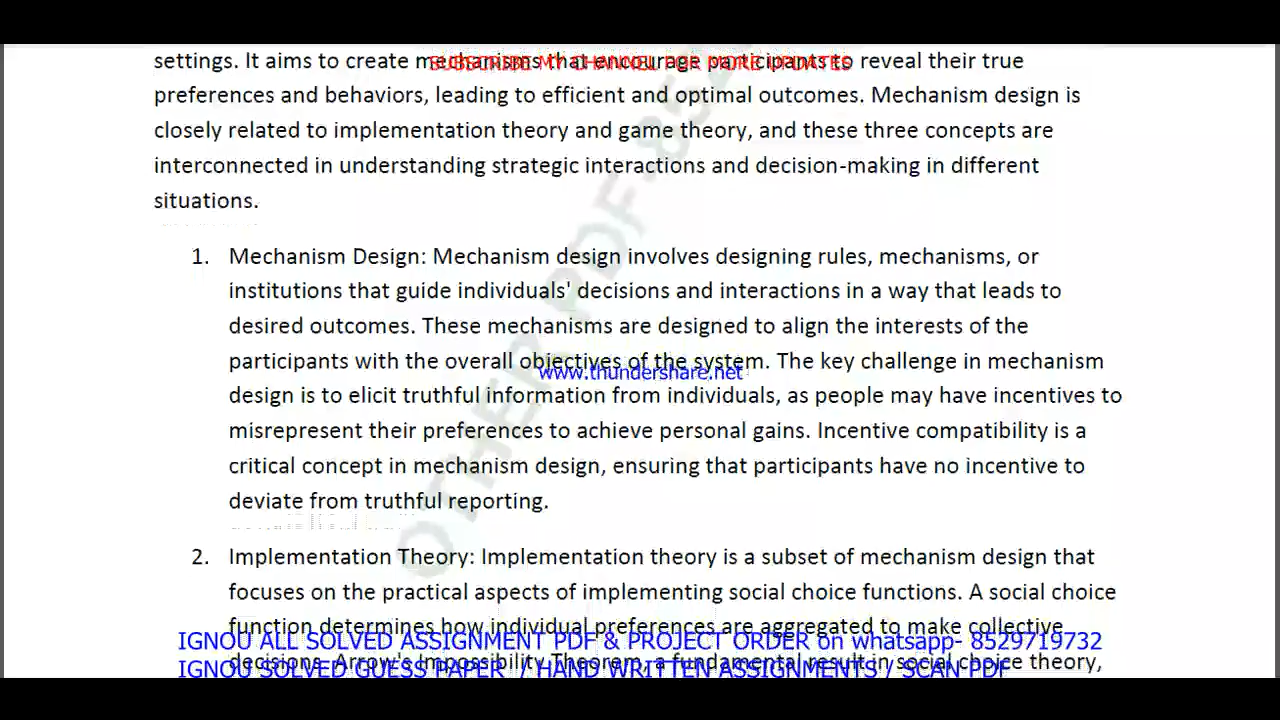 settings. It aims to create mechanisms that encourage participants to reveal their true
SUBSCRIBE MY CHANNEL FOR MORE UPDATES
preferences and behaviors, leading to efficient and optimal outcomes. Mechanism design is
closely related to implementation theory and game theory, and these three concepts are
interconnected in understanding strategic interactions and decision-making in different
situations.
1. Mechanism Design: Mechanism design involves designing rules, mechanisms, or
institutions that guide individuals' decisions and interactions in a way that leads to
desired outcomes. These mechanisms are designed to align the interests of the
participants with the overall objectives of the system. The key challenge in mechanism
www.thundershare.net
design is to elicit truthful information from individuals, as people may have incentives to
misrepresent their preferences to achieve personal gains. Incentive compatibility is a
critical concept in mechanism design, ensuring that participants have no incentive to
deviate from truthful reporting.
OTHER PDF-852
2. Implementation Theory: Implementation theory is a subset of mechanism design that
focuses on the practical aspects of implementing social choice functions. A social choice
function determines how individual preferences are aggregated to make collective
IGNOU ALL SOLVED ASSIGNMENT PDF & PROJECT ORDER on whatsapp- 8529719732
decisions. Arrow's Impossibility Theorem, a fundamental result in social choice theory,
IGNOU SOLVED GUESS PAPER / HAND WRITTEN ASSIGNMENTS / SCAN PDF